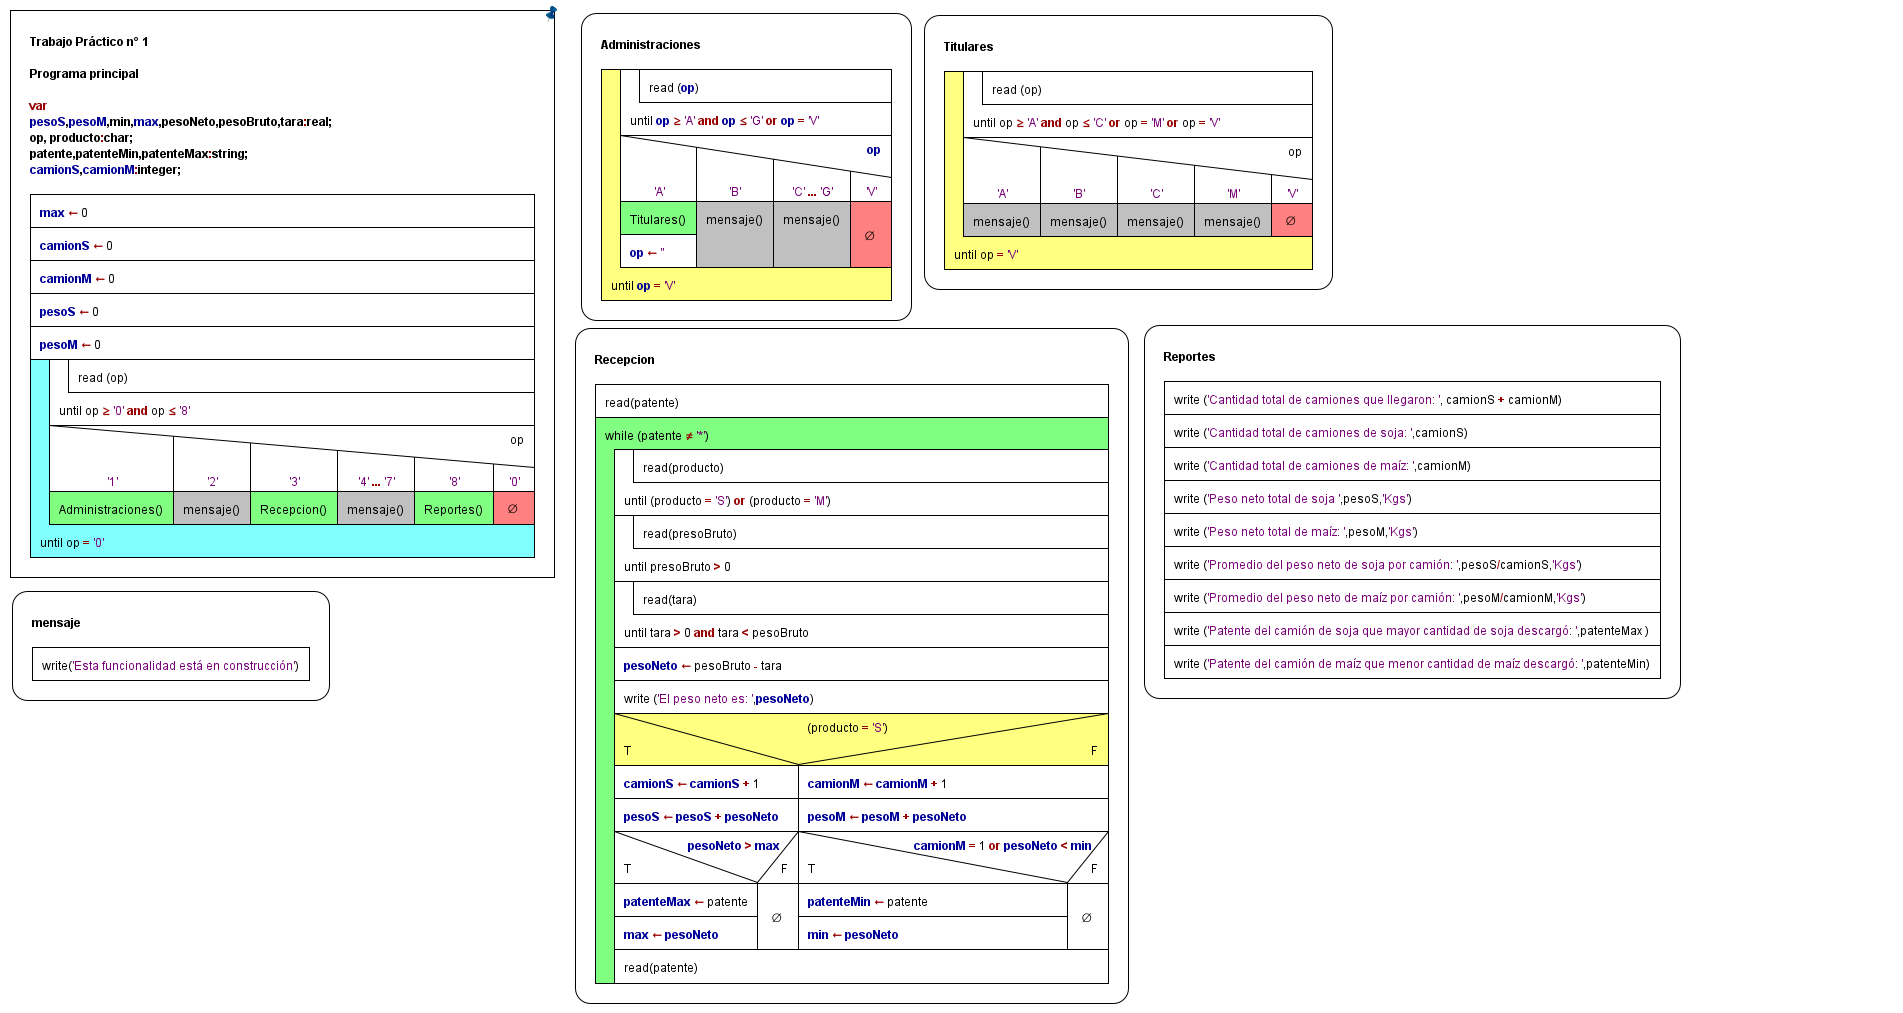 Trabajo Práctico n° 1
Programa principal
var
pesoS,pesoM,min,max,pesoNeto,pesoBruto,tara:real;
op, producto:char;
patente,patenteMin,patenteMax:string;
camionS,camionM:integer;
max ← 0
camionS ← 0
camionM ← 0
pesoS ← 0
pesoM ← 0
read (op)
until op ≥ '0' and op ≤ '8'
op
'1' '2' '3' '4' ... '7' '8' '0'
Administraciones() mensaje() Recepcion() mensaje() Reportes() ∅
until op = '0'
mensaje
write('Esta funcionalidad está en construcción')
Administraciones
read (op)
until op ≥ 'A' and op ≤ 'G' or op = 'V'
op
'A' 'B' 'C' ... 'G' 'V'
Titulares() mensaje() mensaje() ∅
op ← ''
until op = 'V'
Titulares
read (op)
until op ≥ 'A' and op ≤ 'C' or op = 'M' or op = 'V'
op
'A' 'B' 'C' 'M' 'V'
mensaje() mensaje() mensaje() mensaje() ∅
until op = 'V'
Recepcion
read(patente)
while (patente ≠ '*')
read(producto)
until (producto = 'S') or (producto = 'M')
read(presoBruto)
until presoBruto > 0
read(tara)
until tara > 0 and tara < pesoBruto
pesoNeto ← pesoBruto - tara
write ('El peso neto es: ',pesoNeto)
(producto = 'S')
T F
camionS ← camionS + 1 camionM ← camionM + 1
pesoS ← pesoS + pesoNeto pesoM ← pesoM + pesoNeto
pesoNeto > max camionM = 1 or pesoNeto < min
T F T F
patenteMax ← patente ∅ patenteMin ← patente ∅
max ← pesoNeto min ← pesoNeto
read(patente)
Reportes
write ('Cantidad total de camiones que llegaron: ', camionS + camionM)
write ('Cantidad total de camiones de soja: ',camionS)
write ('Cantidad total de camiones de maíz: ',camionM)
write ('Peso neto total de soja ',pesoS,'Kgs')
write ('Peso neto total de maíz: ',pesoM,'Kgs')
write ('Promedio del peso neto de soja por camión: ',pesoS/camionS,'Kgs')
write ('Promedio del peso neto de maíz por camión: ',pesoM/camionM,'Kgs')
write ('Patente del camión de soja que mayor cantidad de soja descargó: ',patenteMax )
write ('Patente del camión de maíz que menor cantidad de maíz descargó: ',patenteMin)